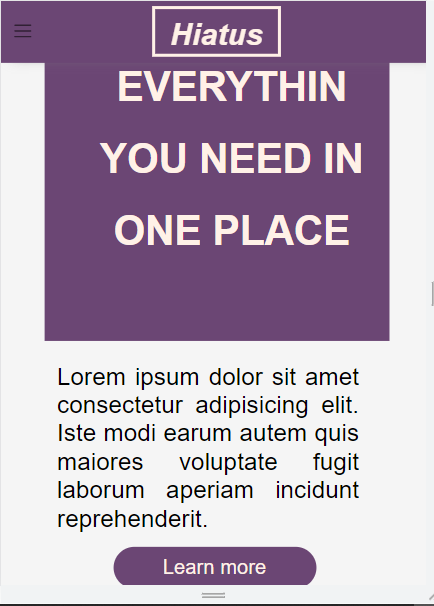 Hiatus
EVERYTHIN
YOU NEED IN
ONE PLACE
Lorem ipsum dolor sit amet
consectetur adipisicing elit.
Iste modi earum autem quis
maiores voluptate fugit
laborum aperiam incidunt
reprehenderit.
Learn more